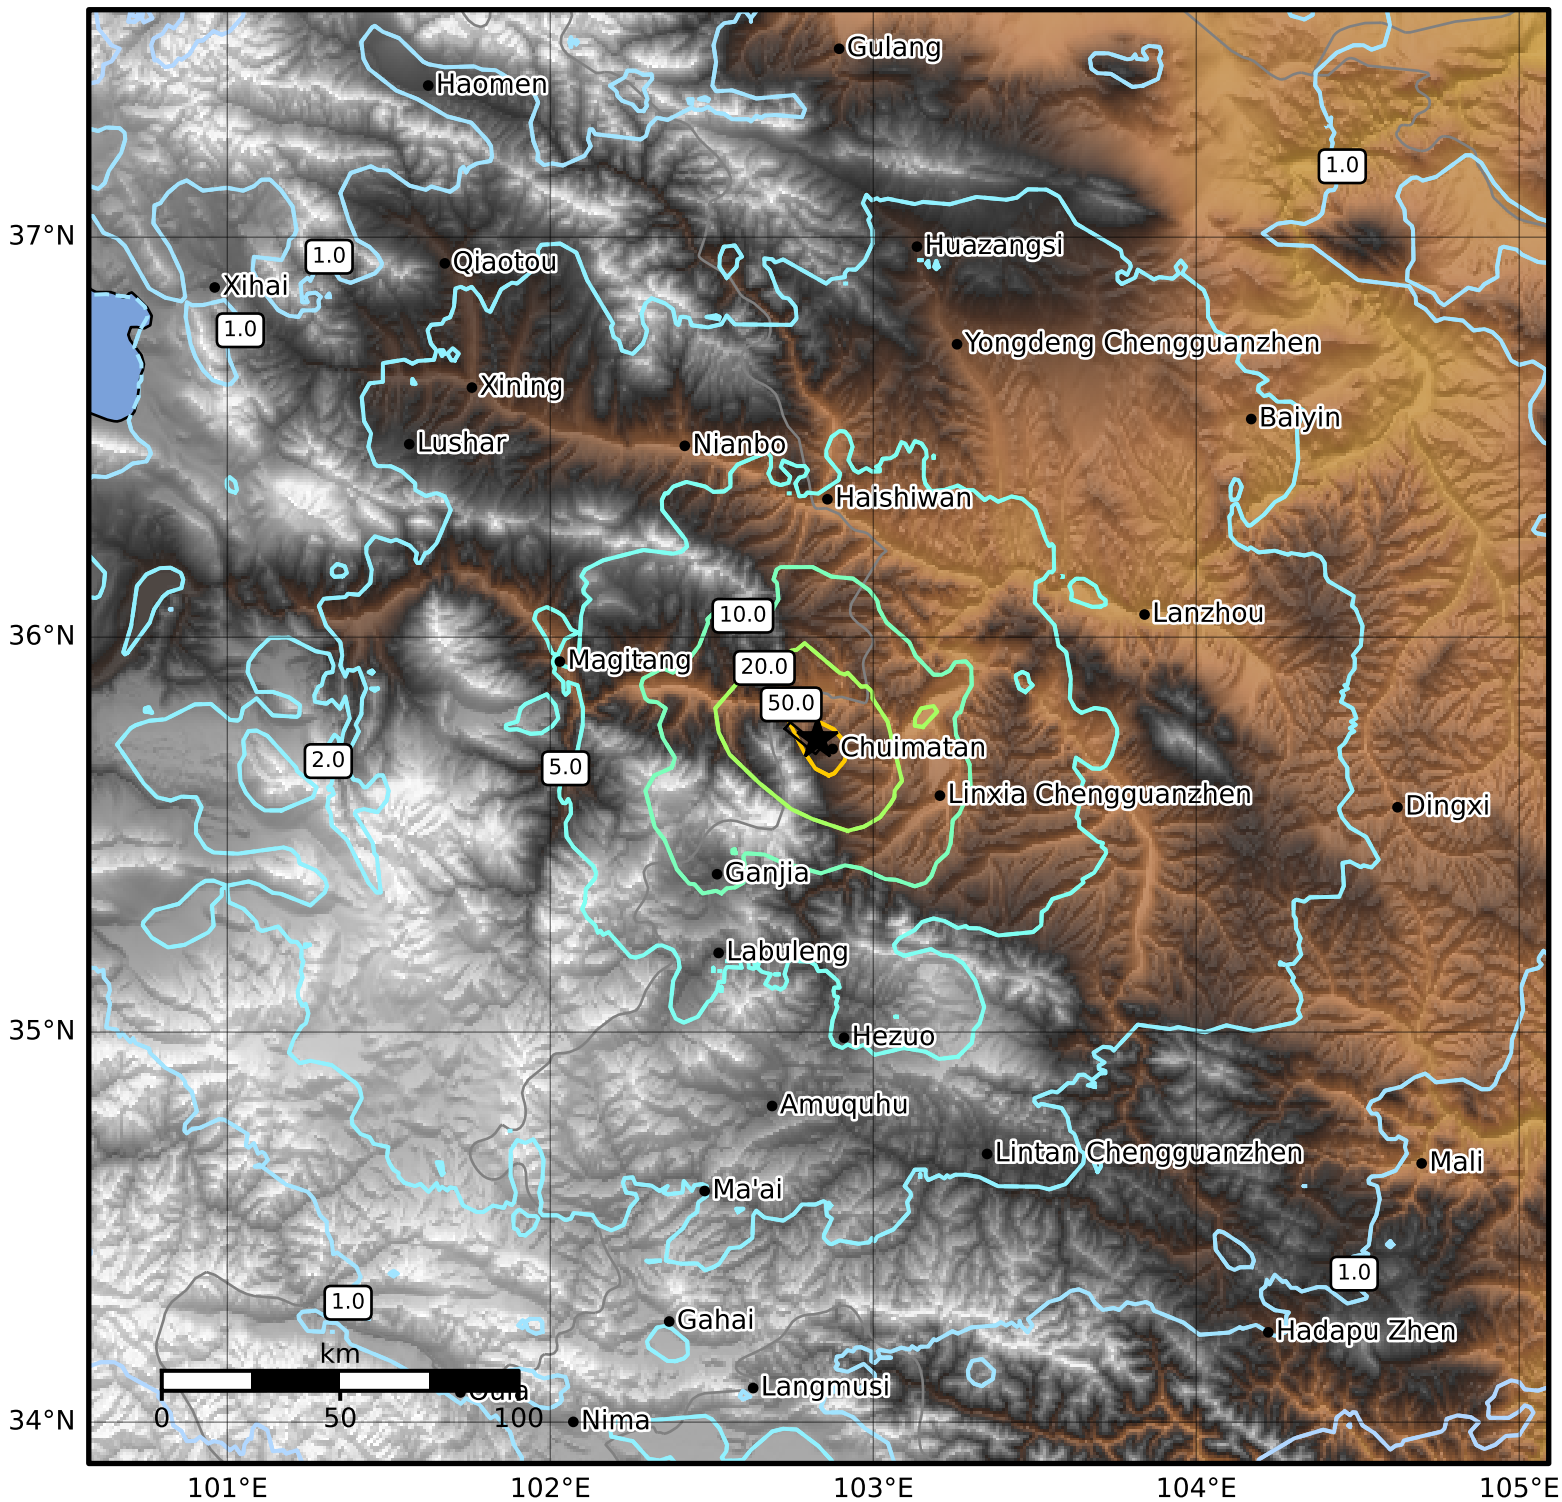 Gulang
Haomen
1.0
37°N
Huazangsi
1.0
Qiaotou
Xihai
1.0
Yongdeng Chengguanzhen
Xining
Baiyin
Lushar
Nianbo
Haishiwan
10.0
Lanzhou
36°N
Magitang
20.0
50.0
Chuimatan
2.0
5.0
Linxia Chengguanzhen
Dingxi
Ganjia
Labuleng
35°N
Hezuo
Amuquhu
Lintan Chengguanzhen
Mali
Ma'ai
1.0
1.0
Gahai
Hadapu Zhen
km
Langmusi
0
50
100
34°N
Nima
101°E
102°E
103°E
104°E
105°E